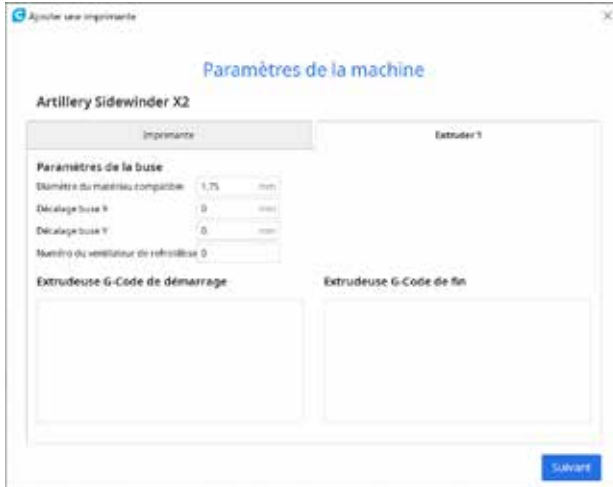 Ajouter une imprimante
Paramètres de la machine
Artillery Sidewinder X2
Imprimante
Extruder 1
Paramètres de la buse
Diamètre du matériau compatible 1,75 mm
Décalage buse X 0 mm
Décalage buse Y 0 mm
Numéro du ventilateur de refroidisse 0
Extrudeuse G-Code de démarrage
Extrudeuse G-Code de fin
Suivant